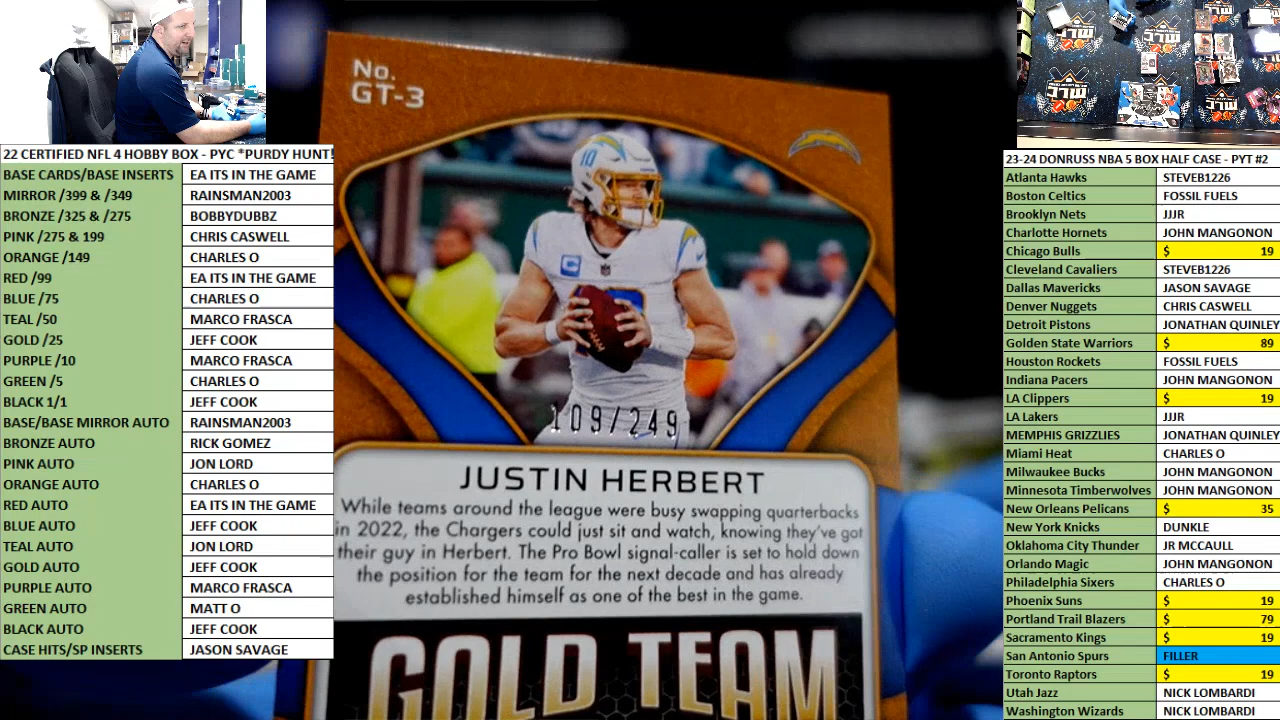 22 CERTIFIED NFL 4 HOBBY BOX - PYC *PURDY HUNT!
BASE CARDS/BASE INSERTS EA ITS IN THE GAME
MIRROR /399 & /349 RAINSMAN2003
BRONZE /325 & /275 BOBBYDUBBZ
PINK /275 & 199 CHRIS CASWELL
ORANGE /149 CHARLES O
RED /99 EA ITS IN THE GAME
BLUE /75 CHARLES O
TEAL /50 MARCO FRASCA
GOLD /25 JEFF COOK
PURPLE /10 MARCO FRASCA
GREEN /5 CHARLES O
BLACK 1/1 JEFF COOK
BASE/BASE MIRROR AUTO RAINSMAN2003
BRONZE AUTO RICK GOMEZ
PINK AUTO JON LORD
ORANGE AUTO CHARLES O
RED AUTO EA ITS IN THE GAME
BLUE AUTO JEFF COOK
TEAL AUTO JON LORD
GOLD AUTO JEFF COOK
PURPLE AUTO MARCO FRASCA
GREEN AUTO MATT O
BLACK AUTO JEFF COOK
CASE HITS/SP INSERTS JASON SAVAGE
No.
GT-3
10
109/249
JUSTIN HERBERT
While teams around the league were busy swapping quarterbacks
in 2022, the Chargers could just sit and watch, knowing they've got
their guy in Herbert. The Pro Bowl signal-caller is set to hold down
the position for the team for the next decade and has already
established himself as one of the best in the game.
GOLD TEAM
23-24 DONRUSS NBA 5 BOX HALF CASE - PYT #2
Atlanta Hawks STEVEB1226
Boston Celtics FOSSIL FUELS
Brooklyn Nets JJJR
Charlotte Hornets JOHN MANGONON
Chicago Bulls $ 19
Cleveland Cavaliers STEVEB1226
Dallas Mavericks JASON SAVAGE
Denver Nuggets CHRIS CASWELL
Detroit Pistons JONATHAN QUINLEY
Golden State Warriors $ 89
Houston Rockets FOSSIL FUELS
Indiana Pacers JOHN MANGONON
LA Clippers $ 19
LA Lakers JJJR
MEMPHIS GRIZZLIES JONATHAN QUINLEY
Miami Heat CHARLES O
Milwaukee Bucks JOHN MANGONON
Minnesota Timberwolves JOHN MANGONON
New Orleans Pelicans $ 35
New York Knicks DUNKLE
Oklahoma City Thunder JR MCCAULL
Orlando Magic JOHN MANGONON
Philadelphia Sixers CHARLES O
Phoenix Suns $ 19
Portland Trail Blazers $ 79
Sacramento Kings $ 19
San Antonio Spurs FILLER
Toronto Raptors $ 19
Utah Jazz NICK LOMBARDI
Washington Wizards NICK LOMBARDI